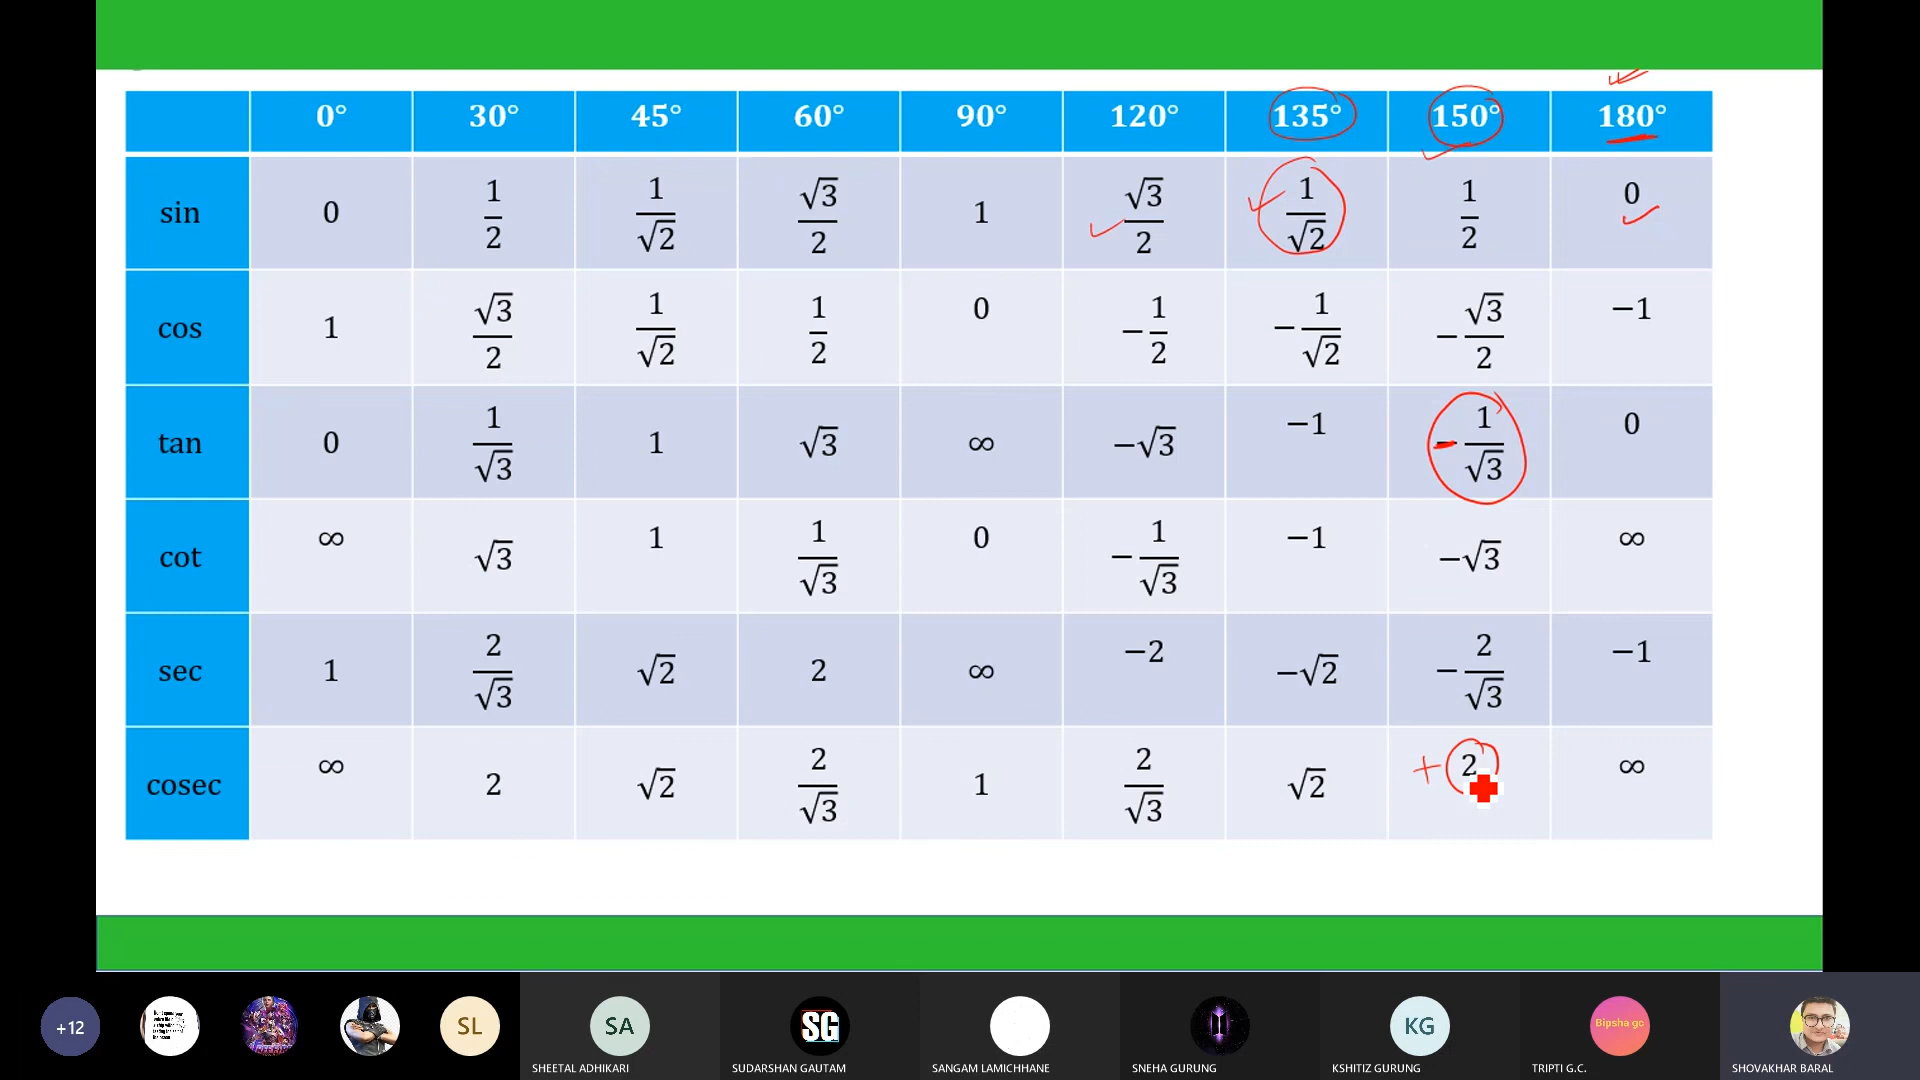 0° 30° 45° 60° 90° 120° 135° 150° 180°
sin 0 1/2 1/√2 √3/2 1 √3/2 1/√2 1/2 0
cos 1 √3/2 1/√2 1/2 0 −1/2 −1/√2 −√3/2 −1
tan 0 1/√3 1 √3 ∞ −√3 −1 −1/√3 0
cot ∞ √3 1 1/√3 0 −1/√3 −1 −√3 ∞
sec 1 2/√3 √2 2 ∞ −2 −√2 −2/√3 −1
cosec ∞ 2 √2 2/√3 1 2/√3 √2 +2 ∞
+12 SL SA SG KG Bipsha gc
SHEETAL ADHIKARI SUDARSHAN GAUTAM SANGAM LAMICHHANE SNEHA GURUNG KSHITIZ GURUNG TRIPTI G.C. SHOVAKHAR BARAL